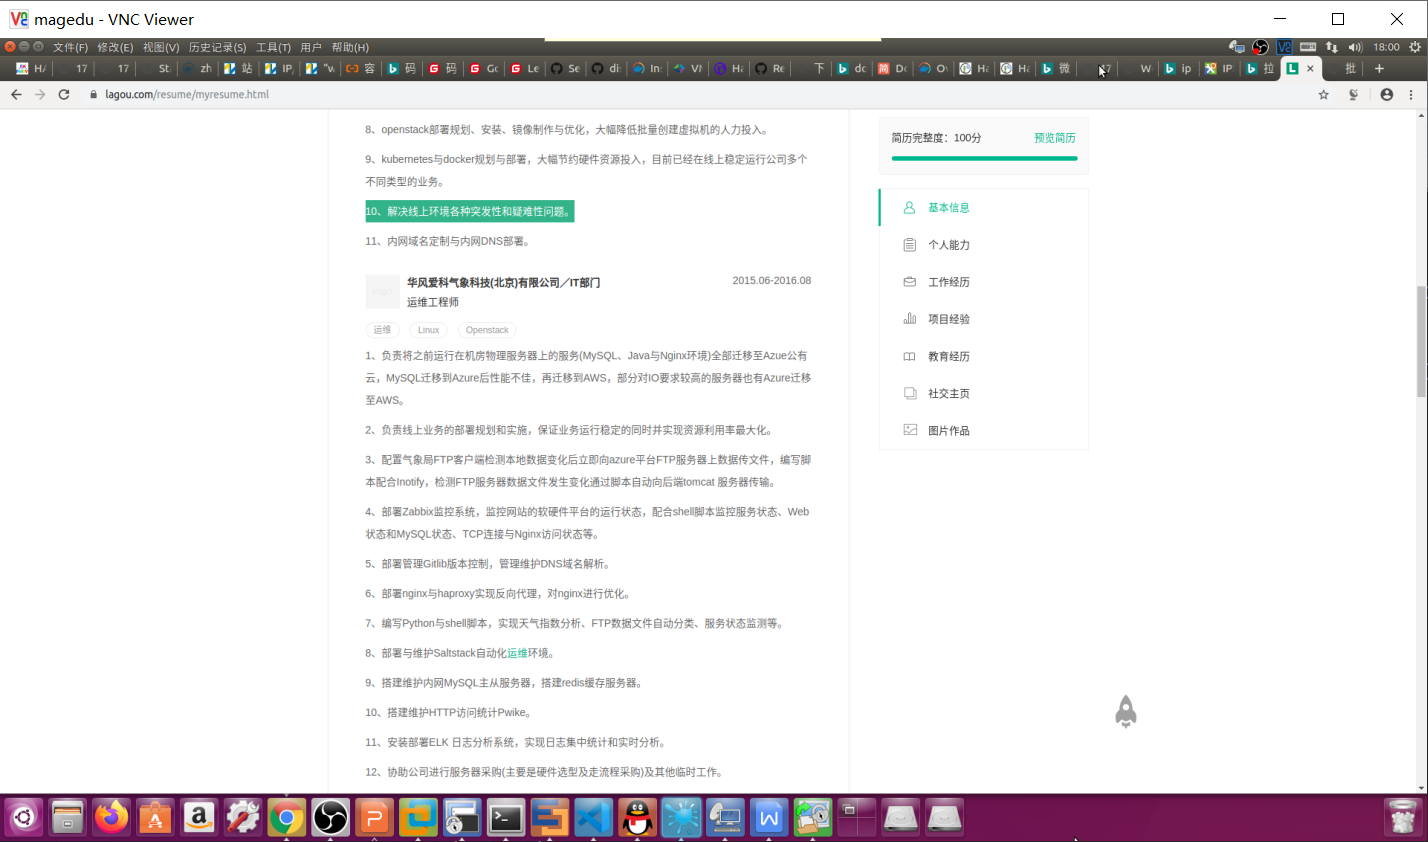 magedu - VNC Viewer
文件(F) 修改(E) 视图(V) 历史记录(S) 工具(T) 用户 帮助(H)
18:00
HA 17 17 St zh 站 IP "v 容 码 码 Go Le Se di In VN Ha Re 下 dc Do Ov Ha Ha 微 17 W ip IP 拉 批
lagou.com/resume/myresume.html
8、openstack部署规划、安装、镜像制作与优化，大幅降低批量创建虚拟机的人力投入。
9、kubernetes与docker规划与部署，大幅节约硬件资源投入，目前已经在线上稳定运行公司多个
不同类型的业务。
10、解决线上环境各种突发性和疑难性问题。
11、内网域名定制与内网DNS部署。
华风爱科气象科技(北京)有限公司／IT部门
2015.06-2016.08
运维工程师
运维 Linux Openstack
1、负责将之前运行在机房物理服务器上的服务(MySQL、Java与Nginx环境)全部迁移至Azue公有
云，MySQL迁移到Azure后性能不佳，再迁移到AWS，部分对IO要求较高的服务器也有Azure迁移
至AWS。
2、负责线上业务的部署规划和实施，保证业务运行稳定的同时并实现资源利用率最大化。
3、配置气象局FTP客户端检测本地数据变化后立即向azure平台FTP服务器上数据传文件，编写脚
本配合Inotify，检测FTP服务器数据文件发生变化通过脚本自动向后端tomcat 服务器传输。
4、部署Zabbix监控系统，监控网站的软硬件平台的运行状态，配合shell脚本监控服务状态、Web
状态和MySQL状态、TCP连接与Nginx访问状态等。
5、部署管理Gitlib版本控制，管理维护DNS域名解析。
6、部署nginx与haproxy实现反向代理，对nginx进行优化。
7、编写Python与shell脚本，实现天气指数分析、FTP数据文件自动分类、服务状态监测等。
8、部署与维护Saltstack自动化运维环境。
9、搭建维护内网MySQL主从服务器，搭建redis缓存服务器。
10、搭建维护HTTP访问统计Pwike。
11、安装部署ELK 日志分析系统，实现日志集中统计和实时分析。
12、协助公司进行服务器采购(主要是硬件选型及走流程采购)及其他临时工作。
简历完整度：100分 预览简历
基本信息
个人能力
工作经历
项目经验
教育经历
社交主页
图片作品